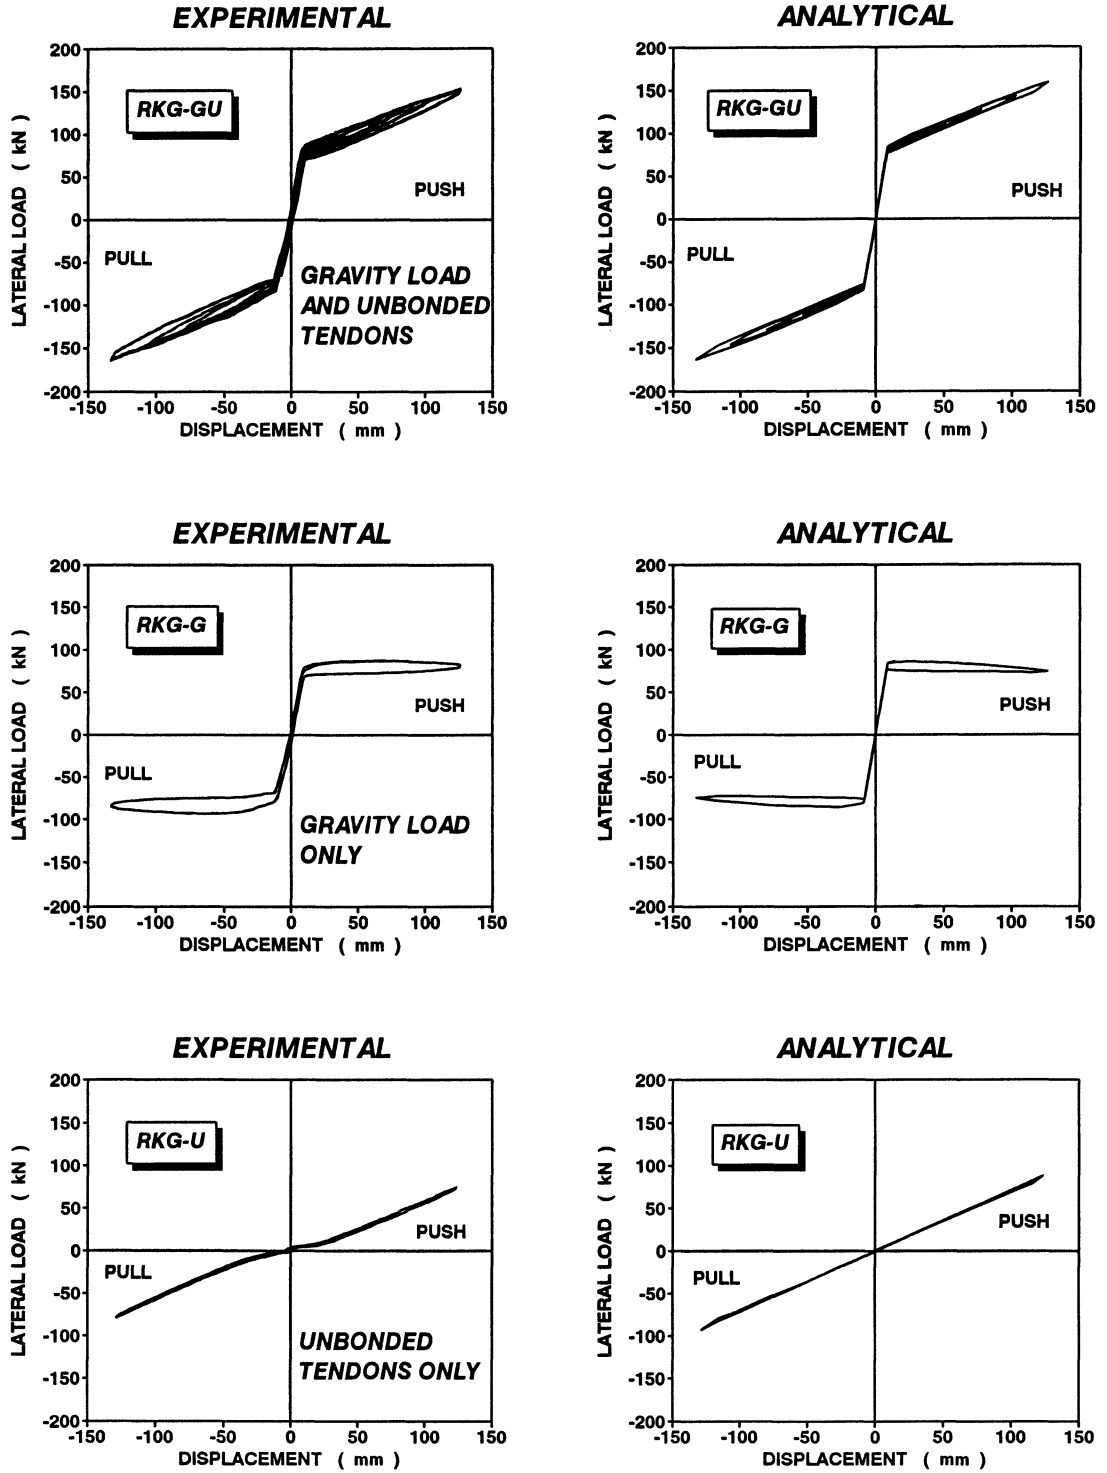 EXPERIMENTAL
200
150
100
50
0
-50
-100
-150
-200
LATERAL LOAD ( kN )
RKG-GU
PUSH
PULL
GRAVITY LOAD
AND UNBONDED
TENDONS
-150 -100 -50 0 50 100 150
DISPLACEMENT ( mm )
ANALYTICAL
200
150
100
50
0
-50
-100
-150
-200
LATERAL LOAD ( kN )
RKG-GU
PUSH
PULL
-150 -100 -50 0 50 100 150
DISPLACEMENT ( mm )
EXPERIMENTAL
200
150
100
50
0
-50
-100
-150
-200
LATERAL LOAD ( kN )
RKG-G
PUSH
PULL
GRAVITY LOAD
ONLY
-150 -100 -50 0 50 100 150
DISPLACEMENT ( mm )
ANALYTICAL
200
150
100
50
0
-50
-100
-150
-200
LATERAL LOAD ( kN )
RKG-G
PUSH
PULL
-150 -100 -50 0 50 100 150
DISPLACEMENT ( mm )
EXPERIMENTAL
200
150
100
50
0
-50
-100
-150
-200
LATERAL LOAD ( kN )
RKG-U
PUSH
PULL
UNBONDED
TENDONS ONLY
-150 -100 -50 0 50 100 150
DISPLACEMENT ( mm )
ANALYTICAL
200
150
100
50
0
-50
-100
-150
-200
LATERAL LOAD ( kN )
RKG-U
PUSH
PULL
-150 -100 -50 0 50 100 150
DISPLACEMENT ( mm )